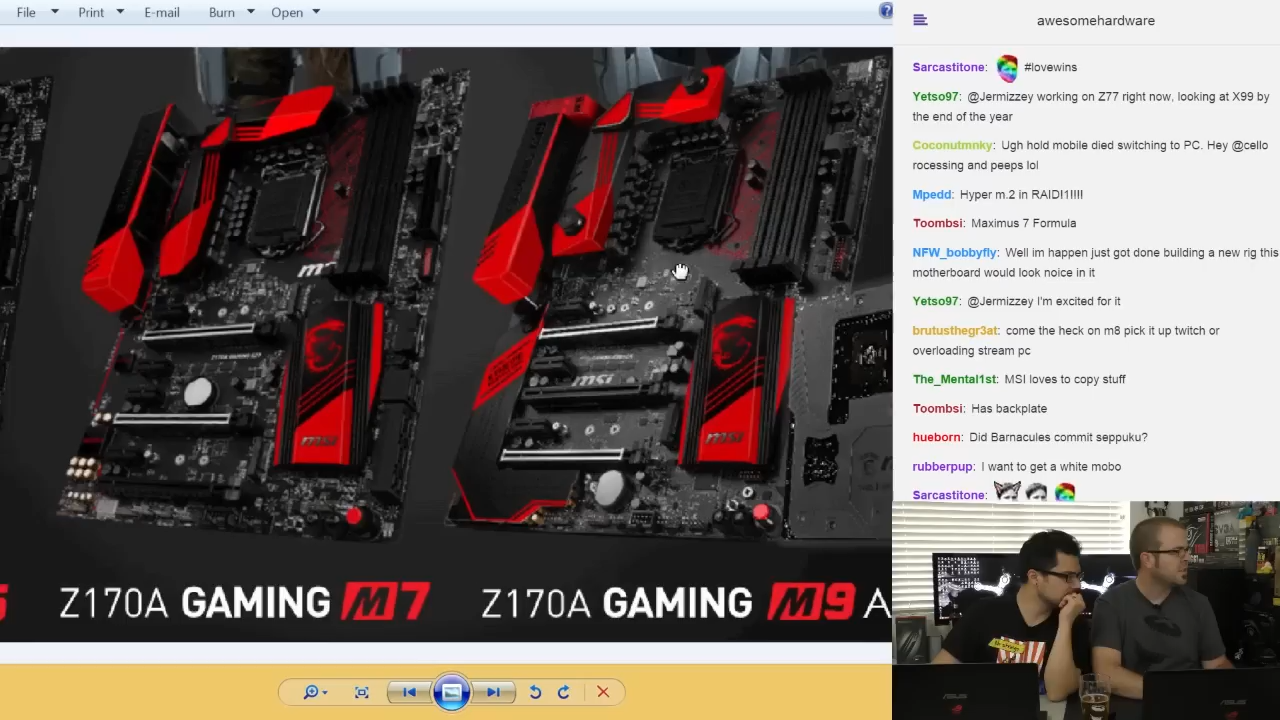 File Print E-mail Burn Open
awesomehardware
Sarcastitone: #lovewins
Yetso97: @Jermizzey working on Z77 right now, looking at X99 by
the end of the year
Coconutmnky: Ugh hold mobile died switching to PC. Hey @cello
rocessing and peeps lol
Mpedd: Hyper m.2 in RAID!1!!!
Toombsi: Maximus 7 Formula
NFW_bobbyfly: Well im happen just got done building a new rig this
motherboard would look noice in it
Yetso97: @Jermizzey I'm excited for it
brutusthegr3at: come the heck on m8 pick it up twitch or
overloading stream pc
The_Mental1st: MSI loves to copy stuff
Toombsi: Has backplate
hueborn: Did Barnacules commit seppuku?
rubberpup: I want to get a white mobo
Sarcastitone:
msi
msi
msi
Z170A GAMING M7
Z170A GAMING M9 A
ASUS
ASUS